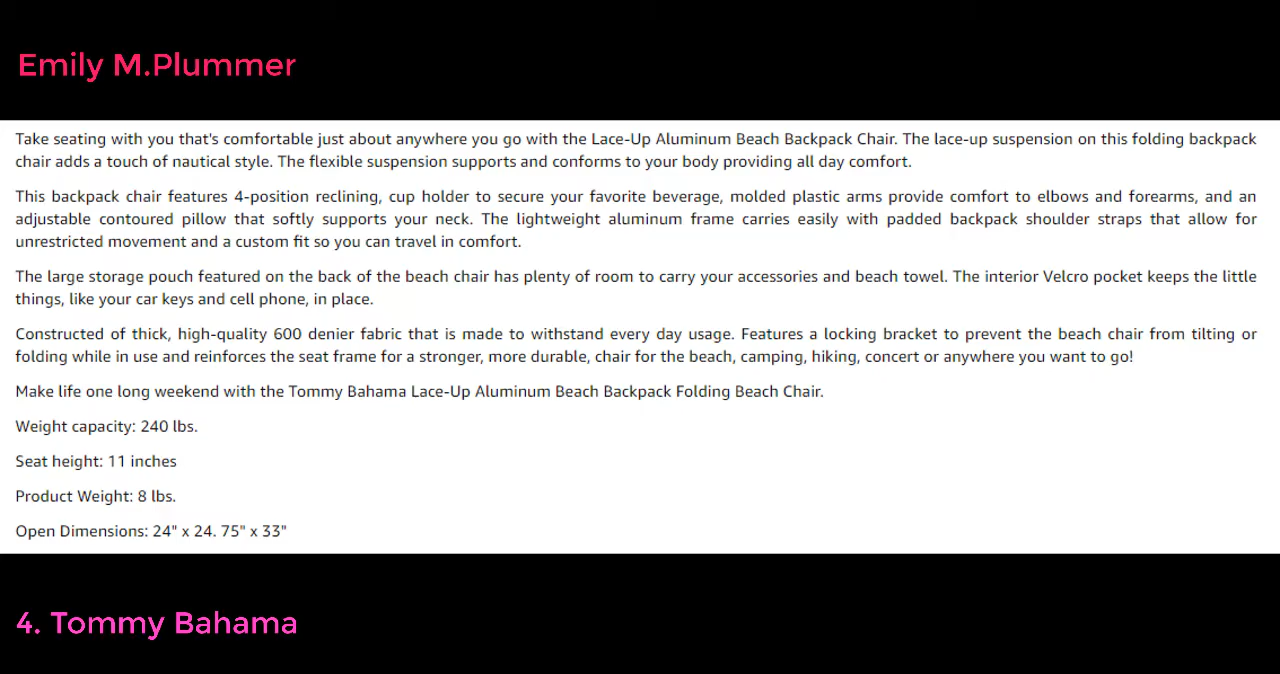 Emily M.Plummer
Take seating with you that's comfortable just about anywhere you go with the Lace-Up Aluminum Beach Backpack Chair. The lace-up suspension on this folding backpack
chair adds a touch of nautical style. The flexible suspension supports and conforms to your body providing all day comfort.
This backpack chair features 4-position reclining, cup holder to secure your favorite beverage, molded plastic arms provide comfort to elbows and forearms, and an
adjustable contoured pillow that softly supports your neck. The lightweight aluminum frame carries easily with padded backpack shoulder straps that allow for
unrestricted movement and a custom fit so you can travel in comfort.
The large storage pouch featured on the back of the beach chair has plenty of room to carry your accessories and beach towel. The interior Velcro pocket keeps the little
things, like your car keys and cell phone, in place.
Constructed of thick, high-quality 600 denier fabric that is made to withstand every day usage. Features a locking bracket to prevent the beach chair from tilting or
folding while in use and reinforces the seat frame for a stronger, more durable, chair for the beach, camping, hiking, concert or anywhere you want to go!
Make life one long weekend with the Tommy Bahama Lace-Up Aluminum Beach Backpack Folding Beach Chair.
Weight capacity: 240 lbs.
Seat height: 11 inches
Product Weight: 8 lbs.
Open Dimensions: 24" x 24. 75" x 33"
4. Tommy Bahama